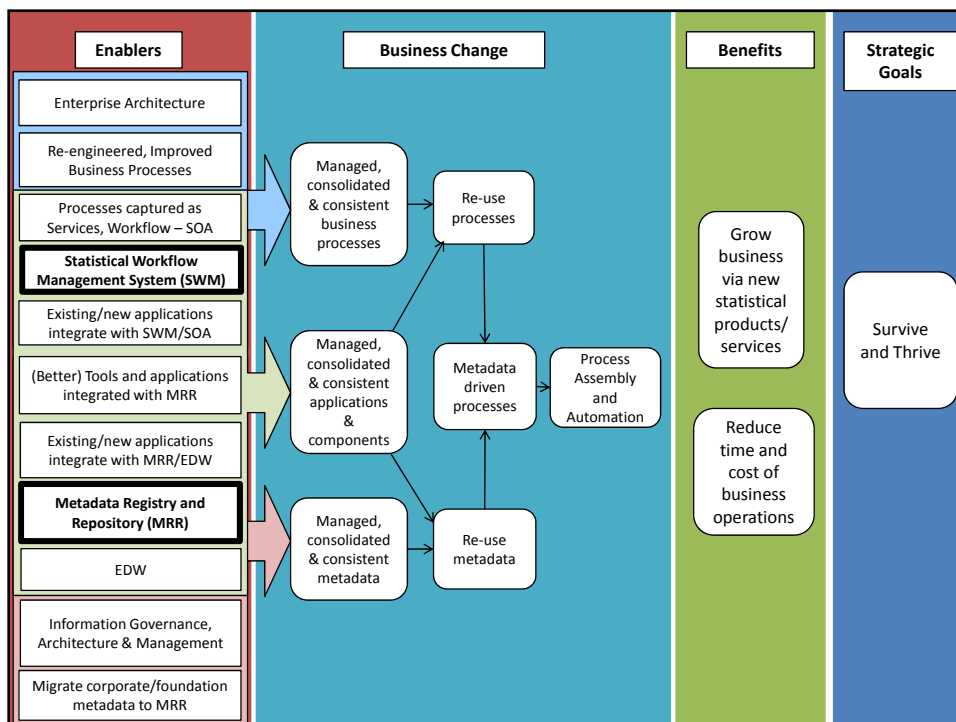 Enablers
Enterprise Architecture
Re-engineered, Improved
Business Processes
Processes captured as
Services, Workflow – SOA
Statistical Workflow
Management System (SWM)
Existing/new applications
integrate with SWM/SOA
(Better) Tools and applications
integrated with MRR
Existing/new applications
integrate with MRR/EDW
Metadata Registry and
Repository (MRR)
EDW
Information Governance,
Architecture & Management
Migrate corporate/foundation
metadata to MRR
Business Change
Managed,
consolidated
& consistent
business
processes
Re-use
processes
Managed,
consolidated
& consistent
applications
&
components
Metadata
driven
processes
Process
Assembly
and
Automation
Managed,
consolidated
& consistent
metadata
Re-use
metadata
Benefits
Grow
business
via new
statistical
products/
services
Reduce
time and
cost of
business
operations
Strategic
Goals
Survive
and Thrive